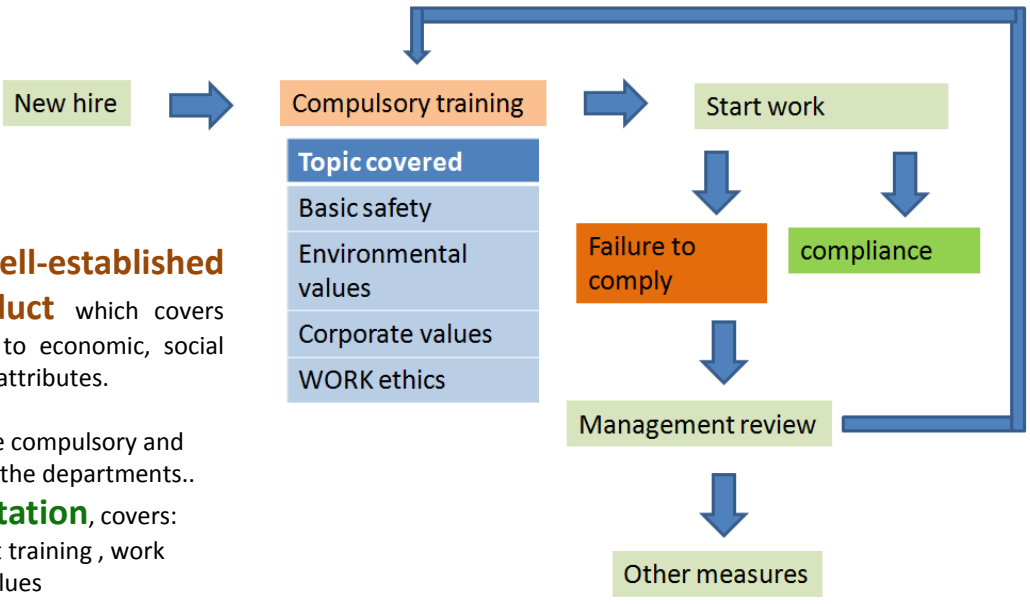 New hire
Compulsory training
Start work
Topic covered
Basic safety
Environmental
values
Corporate values
WORK ethics
Failure to
comply
compliance
Management review
Other measures
ell-established
duct which covers
to economic, social
attributes.
e compulsory and
the departments..
tation, covers:
t training , work
lues